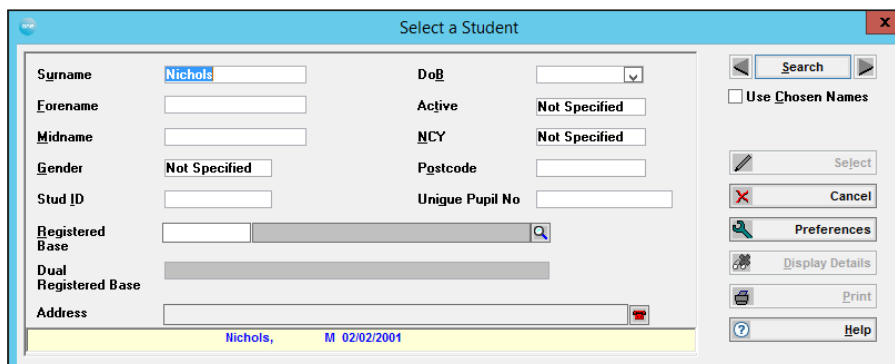 Select a Student
x
Surname Nichols DoB
Search
Forename Active Not Specified
Use Chosen Names
Midname NCY Not Specified
Gender Not Specified Postcode
Select
Stud ID Unique Pupil No
Cancel
Registered Base
Preferences
Dual Registered Base
Display Details
Address
Print
Nichols, M 02/02/2001
Help